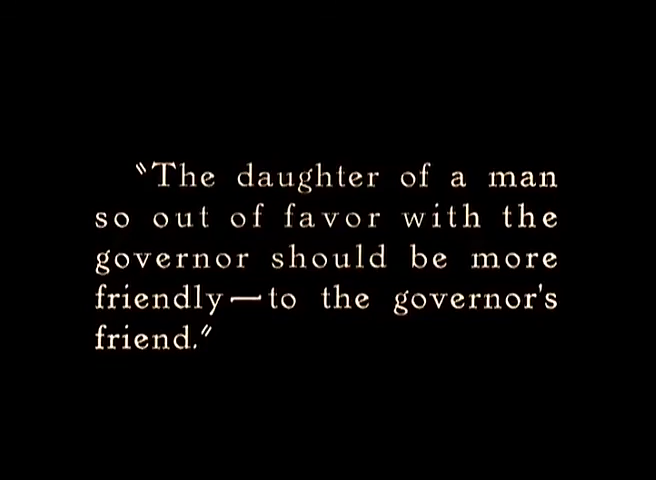 "The daughter of a man
so out of favor with the
governor should be more
friendly—to the governor's
friend."